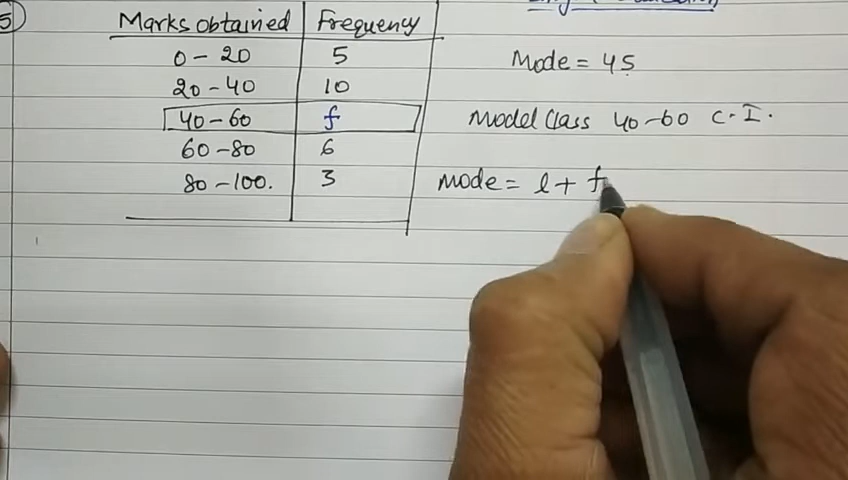 5
Marks obtained Frequency
0-20 5
20-40 10
40-60 f
60-80 6
80-100. 3
Mode = 45
Model Class 40-60 C.I.
Mode = l + f